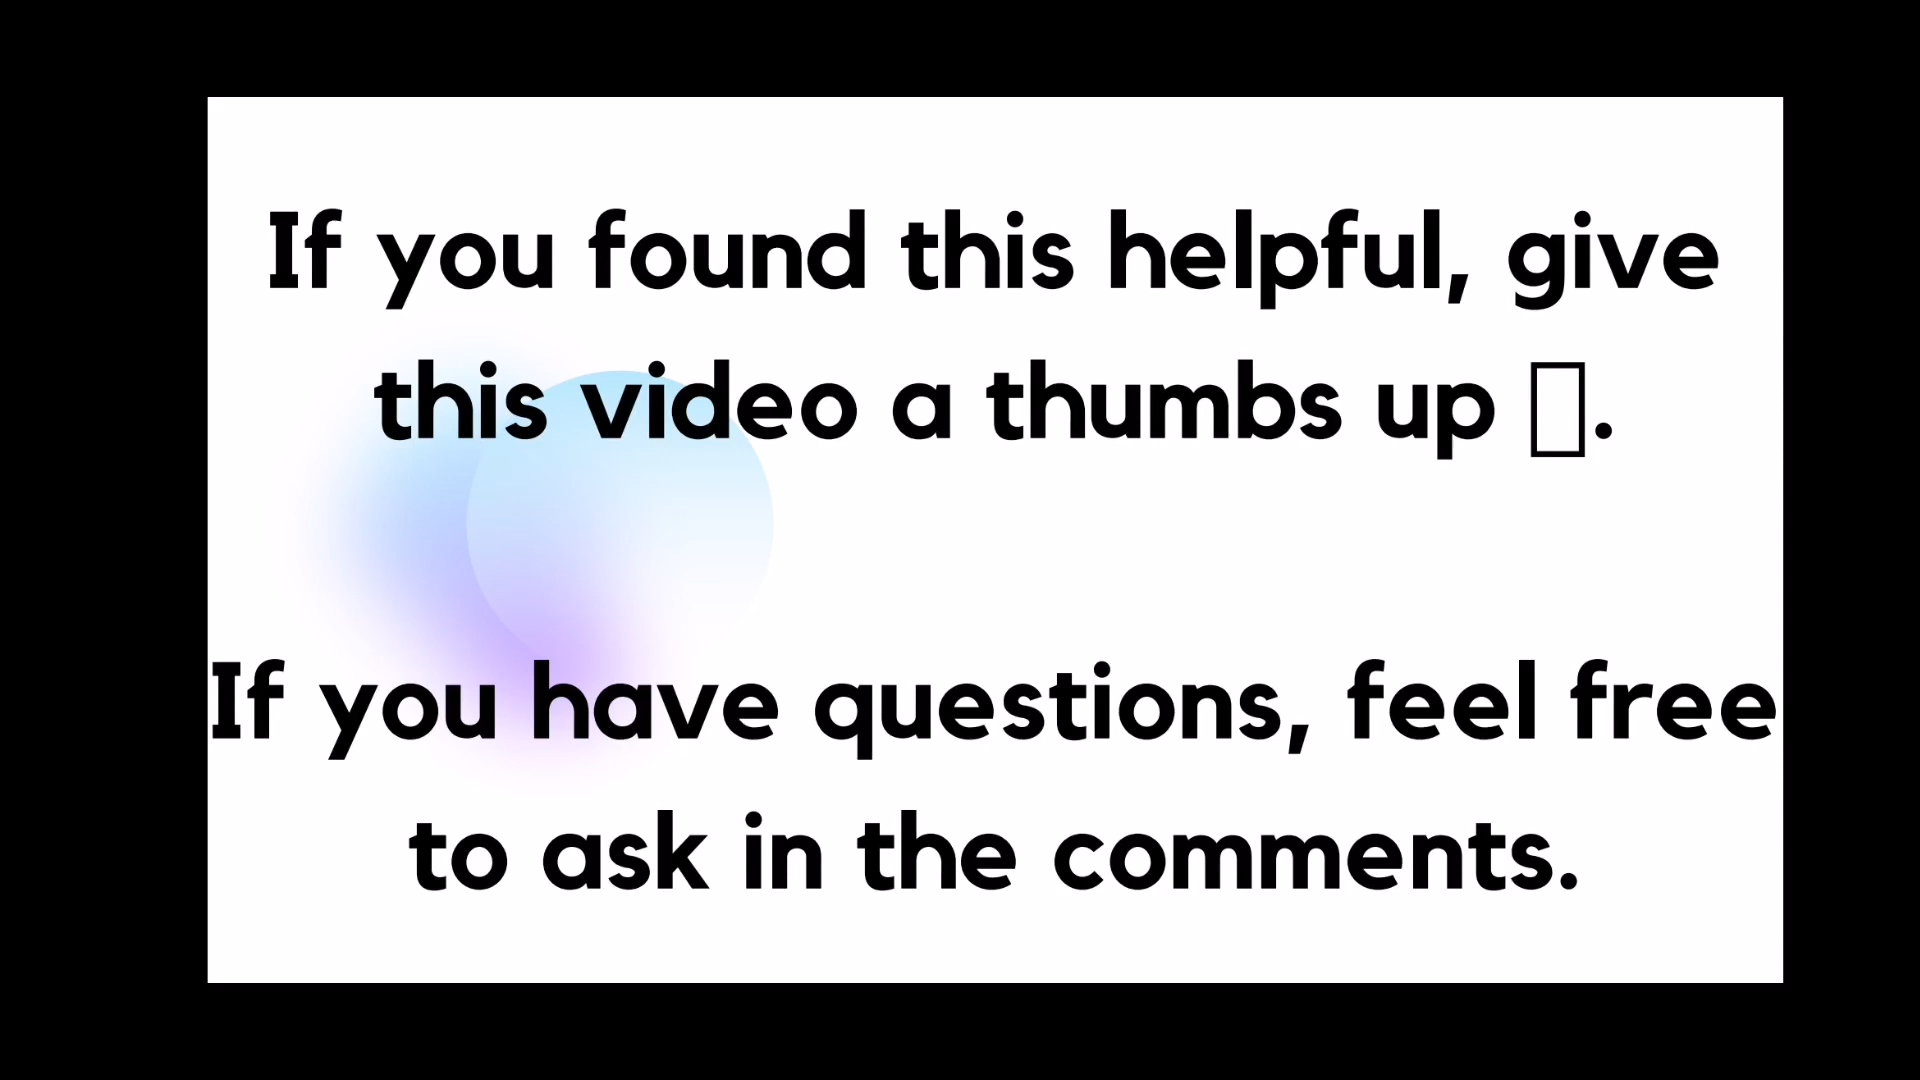 If you found this helpful, give
this video a thumbs up ▯.
If you have questions, feel free
to ask in the comments.